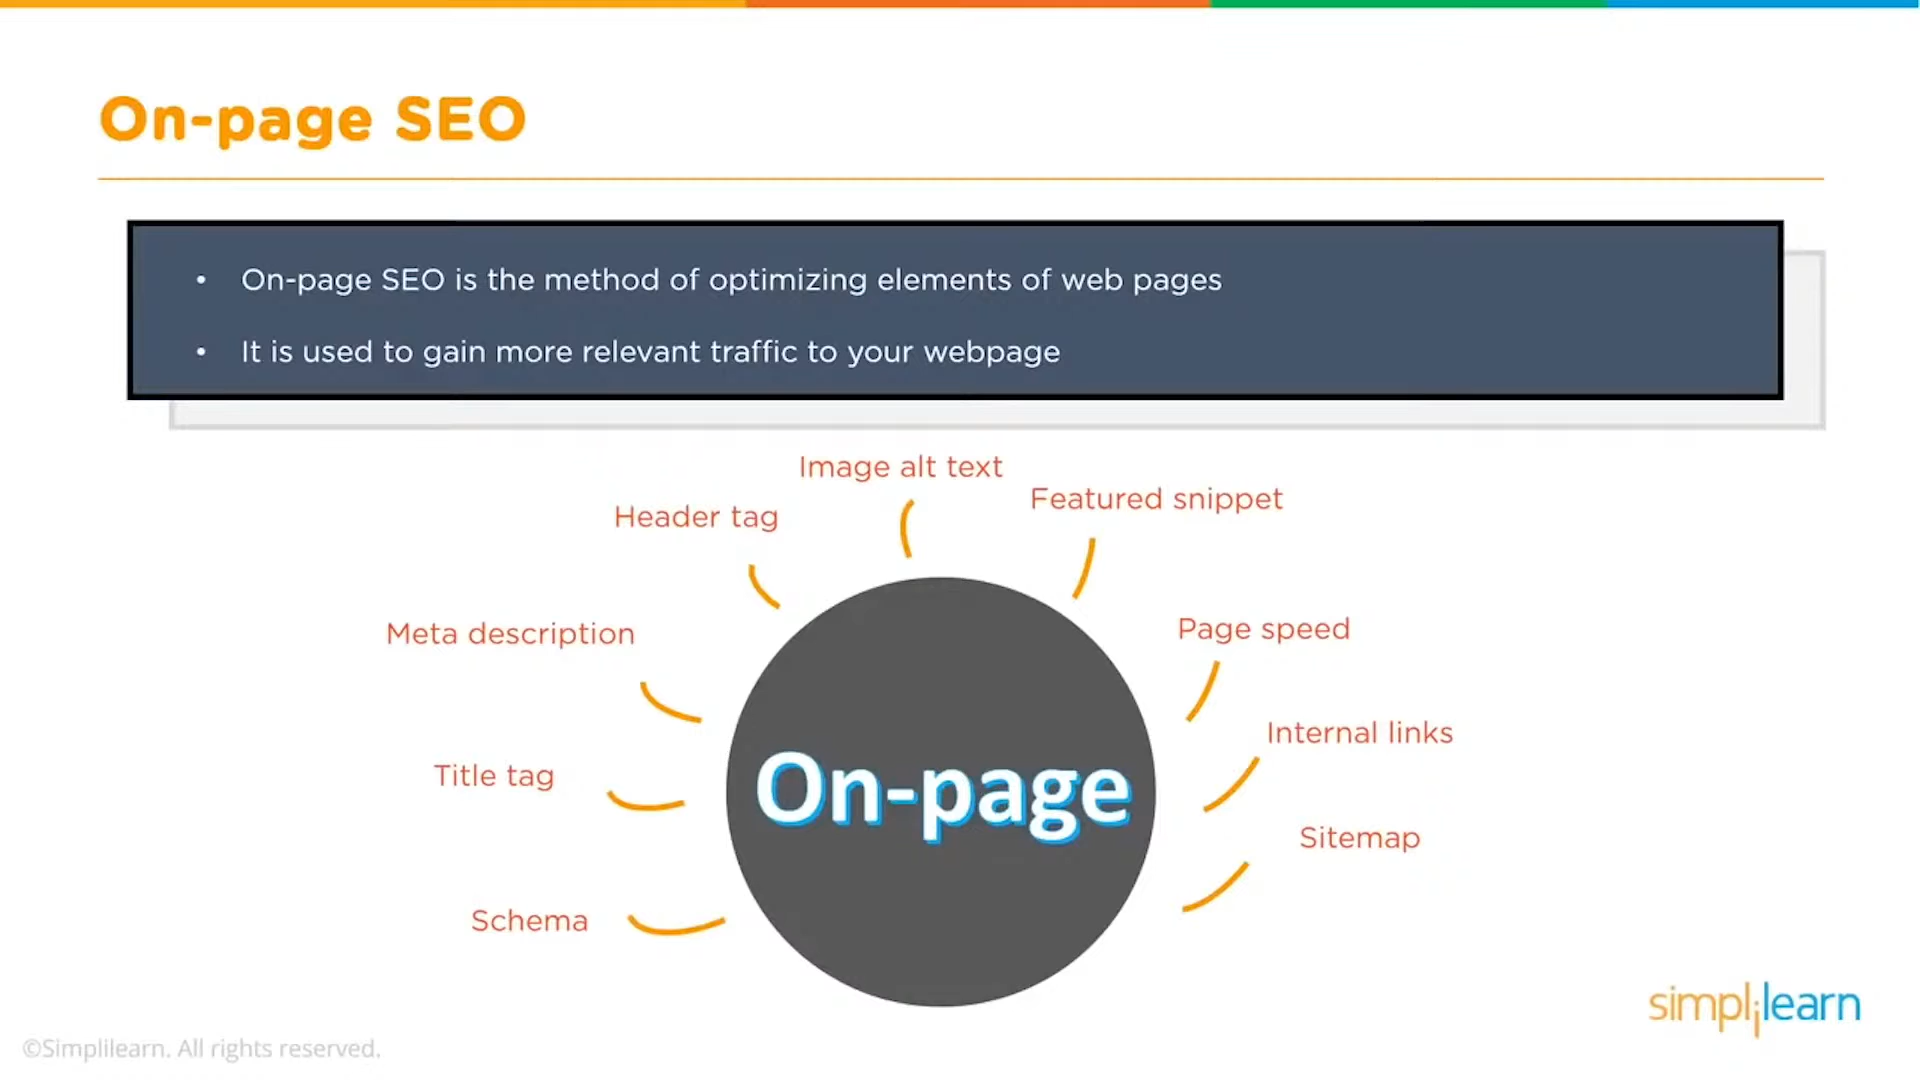 On-page SEO
• On-page SEO is the method of optimizing elements of web pages
• It is used to gain more relevant traffic to your webpage
Image alt text
Featured snippet
Header tag
Meta description
Page speed
Internal links
Title tag
On-page
Sitemap
Schema
simplilearn
©Simplilearn. All rights reserved.